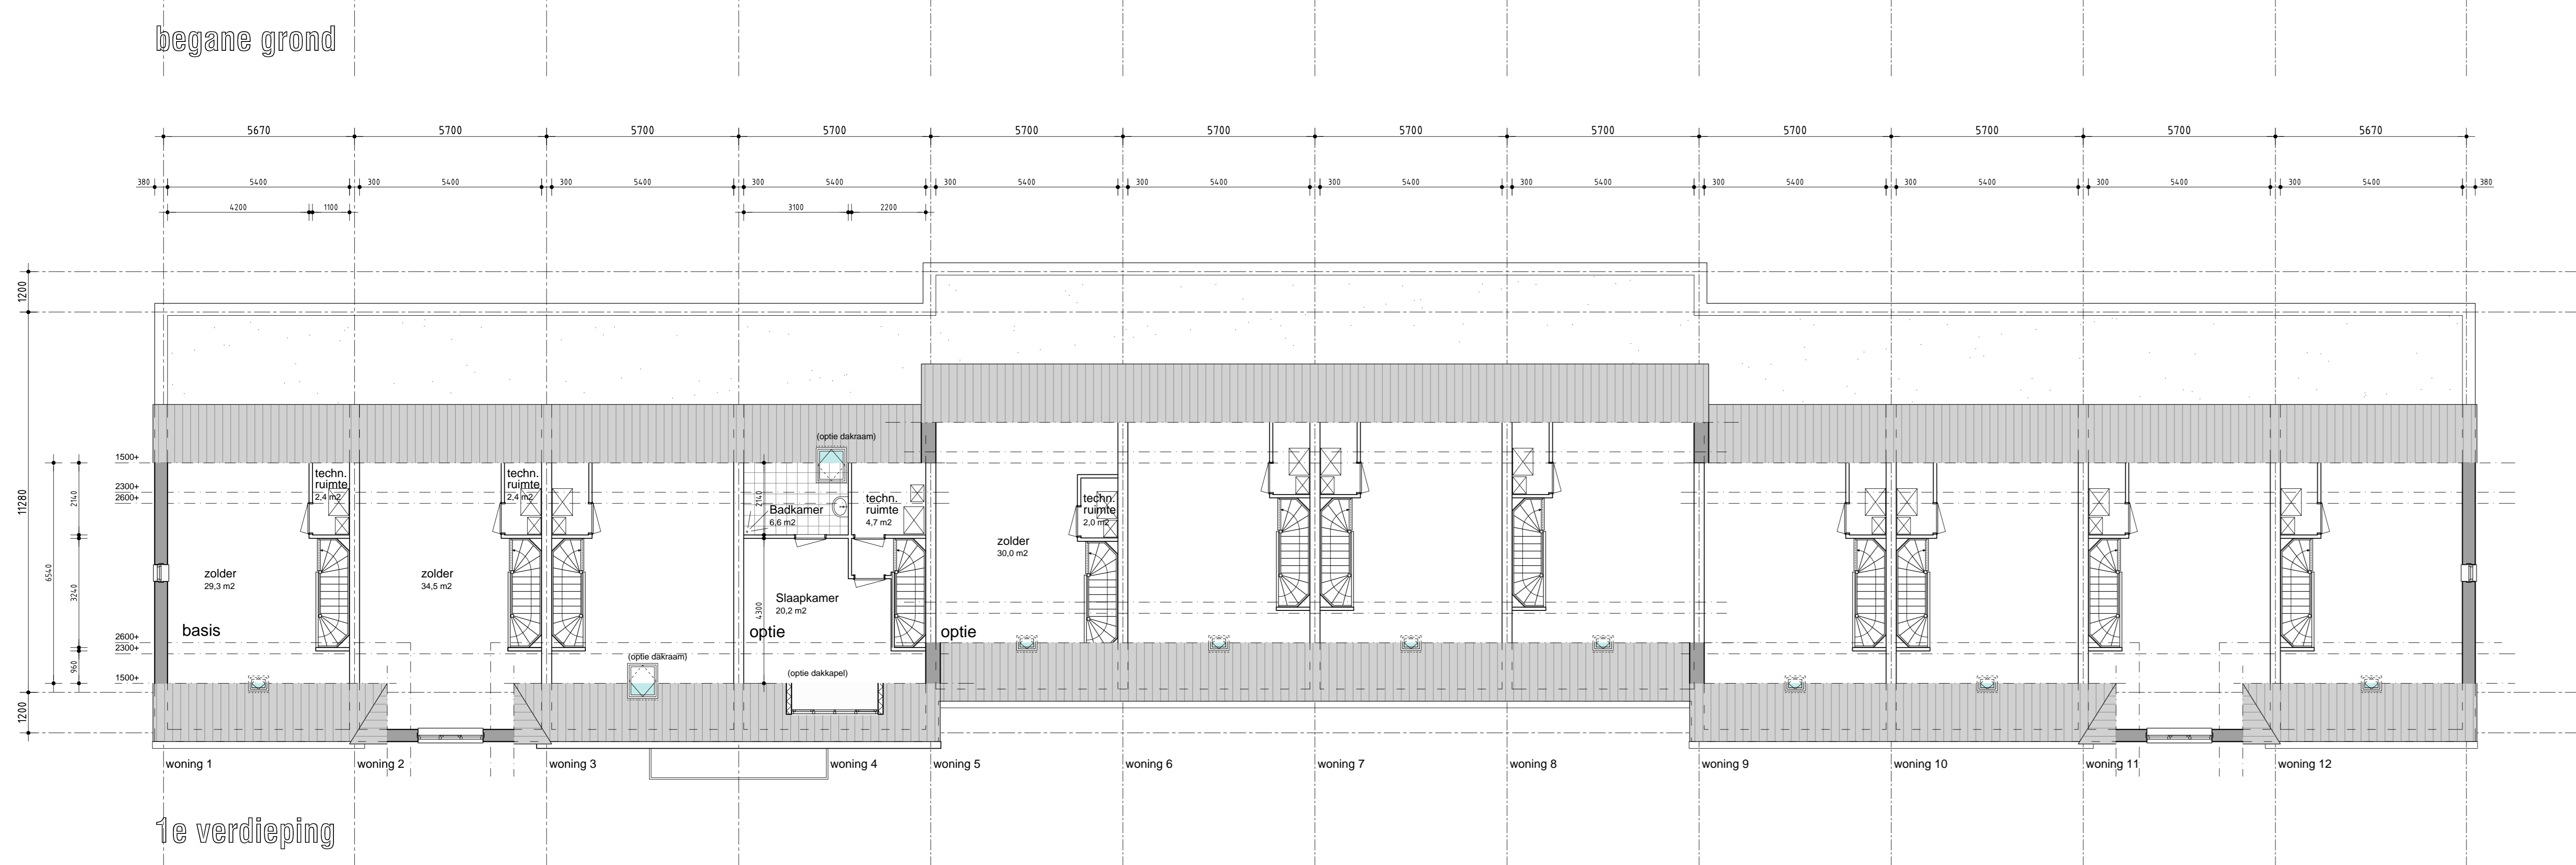 begane grond
5670 5700 5700 5700 5700 5700 5700 5700 5700 5700 5700 5670
380 5400 300 5400 300 5400 300 5400 300 5400 300 5400 300 5400 300 5400 300 5400 300 5400 300 5400 300 5400 380
4200 1100 3100 2200
1200
11280
1200
6540
2140
3240
960
1500+
2300+
2600+
2600+
2300+
1500+
techn.
ruimte
2,4 m2
zolder
29,3 m2
basis
techn.
ruimte
2,4 m2
zolder
34,5 m2
(optie dakraam)
(optie dakraam)
2140
Badkamer
6,6 m2
techn.
ruimte
4,7 m2
4300
Slaapkamer
20,2 m2
optie
(optie dakkapel)
techn.
ruimte
2,0 m2
zolder
30,0 m2
optie
woning 1 woning 2 woning 3 woning 4 woning 5 woning 6 woning 7 woning 8 woning 9 woning 10 woning 11 woning 12
1e verdieping